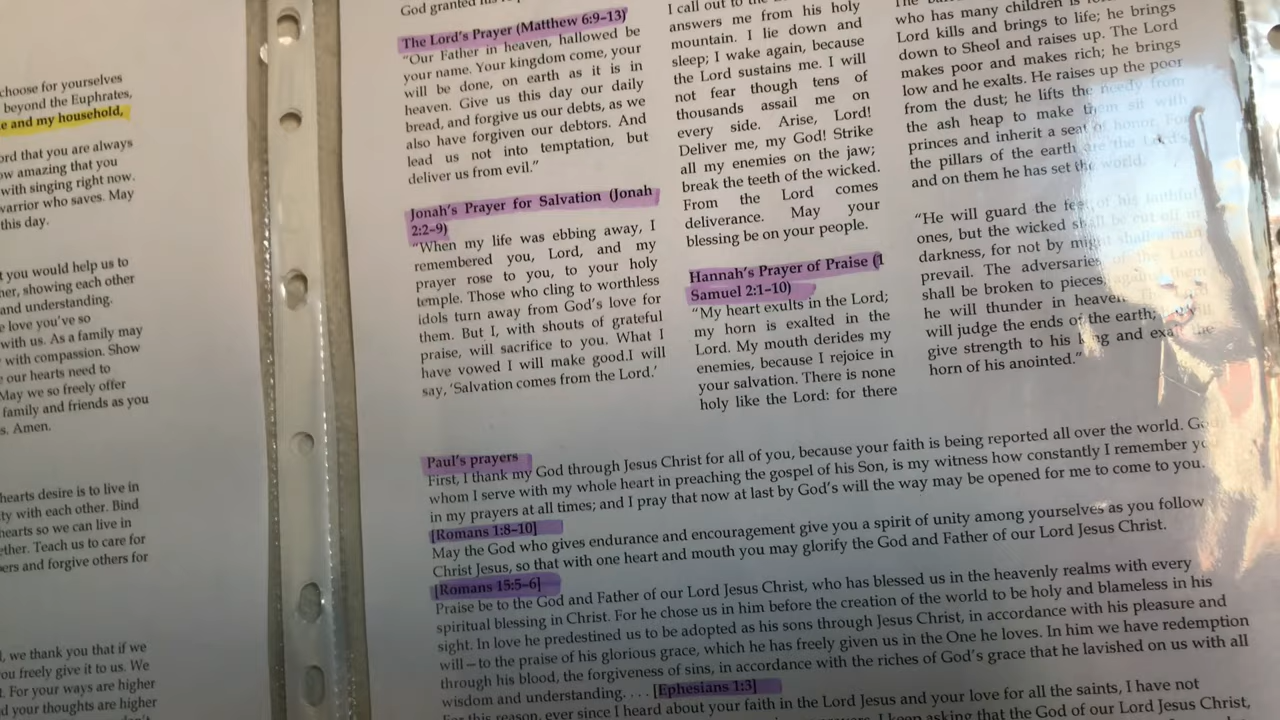 choose for yourselves
beyond the Euphrates,
e and my household,
ord that you are always
ow amazing that you
with singing right now.
warrior who saves. May
this day.
t you would help us to
her, showing each other
and understanding.
e love you've so
with us. As a family may
with compassion. Show
our hearts need to
May we so freely offer
family and friends as you
s. Amen.
hearts desire is to live in
ty with each other. Bind
hearts so we can live in
ether. Teach us to care for
ers and forgive others for
l, we thank you that if we
ou freely give it to us. We
t. For your ways are higher
d your thoughts are higher
God granted his
The Lord's Prayer (Matthew 6:9–13)
"Our Father in heaven, hallowed be
your name. Your kingdom come, your
will be done, on earth as it is in
heaven. Give us this day our daily
bread, and forgive us our debts, as we
also have forgiven our debtors. And
lead us not into temptation, but
deliver us from evil."
Jonah's Prayer for Salvation (Jonah
2:2–9)
"When my life was ebbing away, I
remembered you, Lord, and my
prayer rose to you, to your holy
temple. Those who cling to worthless
idols turn away from God's love for
them. But I, with shouts of grateful
praise, will sacrifice to you. What I
have vowed I will make good.I will
say, 'Salvation comes from the Lord.'
I call out to the
answers me from his holy
mountain. I lie down and
sleep; I wake again, because
the Lord sustains me. I will
not fear though tens of
thousands assail me on
every side. Arise, Lord!
Deliver me, my God! Strike
all my enemies on the jaw;
break the teeth of the wicked.
From the Lord comes
deliverance. May your
blessing be on your people.
Hannah's Prayer of Praise (1
Samuel 2:1–10)
"My heart exults in the Lord;
my horn is exalted in the
Lord. My mouth derides my
enemies, because I rejoice in
your salvation. There is none
holy like the Lord: for there
who has many children is
Lord kills and brings to life; he brings
down to Sheol and raises up. The Lord
makes poor and makes rich; he brings
low and he exalts. He raises up the poor
from the dust; he lifts the needy from
the ash heap to make them sit with
princes and inherit a seat of honor. For
the pillars of the earth are the Lord's,
and on them he has set the world.
"He will guard the feet of his faithful
ones, but the wicked shall be cut off in
darkness, for not by might shall a man
prevail. The adversaries of the Lord
shall be broken to pieces; against them
he will thunder in heaven.
will judge the ends of the earth; will
give strength to his king and exalt the
horn of his anointed."
Paul's prayers
First, I thank my God through Jesus Christ for all of you, because your faith is being reported all over the world. God
whom I serve with my whole heart in preaching the gospel of his Son, is my witness how constantly I remember
in my prayers at all times; and I pray that now at last by God's will the way may be opened for me to come to you.
[Romans 1:8–10]
May the God who gives endurance and encouragement give you a spirit of unity among yourselves as you follow
Christ Jesus, so that with one heart and mouth you may glorify the God and Father of our Lord Jesus Christ.
[Romans 15:5–6]
Praise be to the God and Father of our Lord Jesus Christ, who has blessed us in the heavenly realms with every
spiritual blessing in Christ. For he chose us in him before the creation of the world to be holy and blameless in his
sight. In love he predestined us to be adopted as his sons through Jesus Christ, in accordance with his pleasure and
will—to the praise of his glorious grace, which he has freely given us in the One he loves. In him we have redemption
through his blood, the forgiveness of sins, in accordance with the riches of God's grace that he lavished on us with all
wisdom and understanding. . . . [Ephesians 1:3]
For this reason, ever since I heard about your faith in the Lord Jesus and your love for all the saints, I have not
I keep asking that the God of our Lord Jesus Christ,